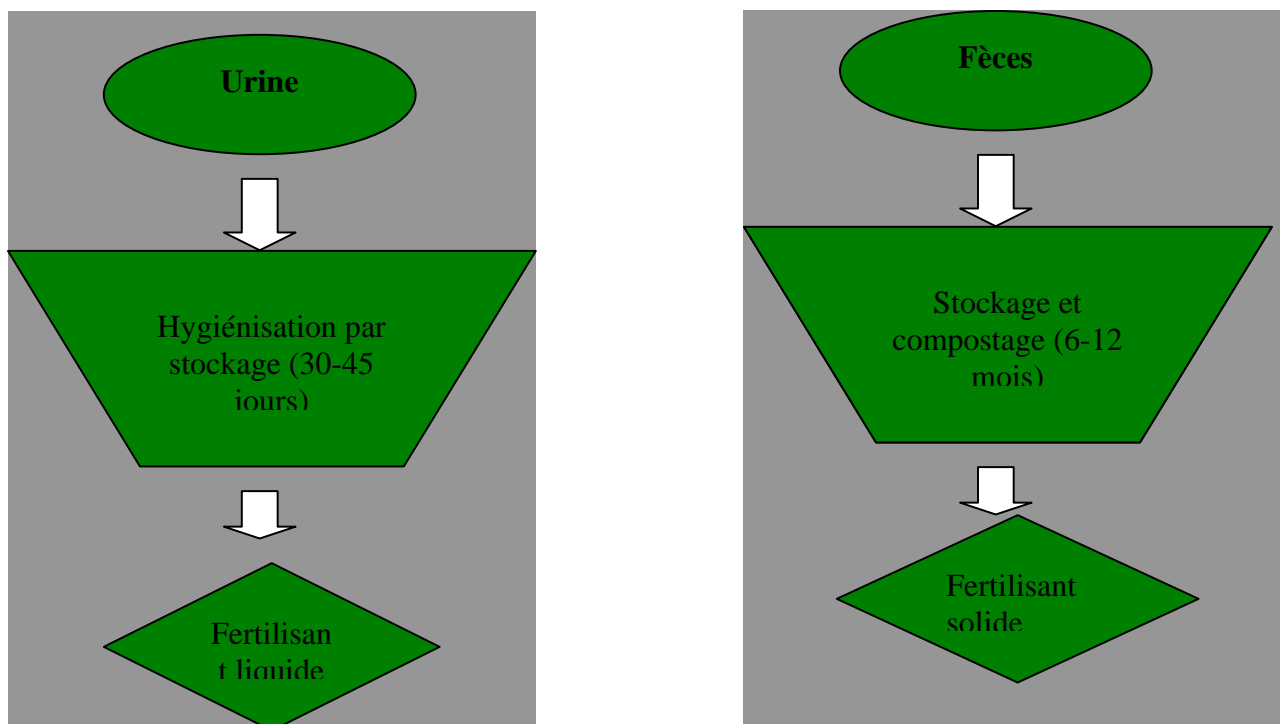 Urine
Hygiénisation par
stockage (30-45
jours)
Fertilisan
t liquide
Fèces
Stockage et
compostage (6-12
mois)
Fertilisant
solide